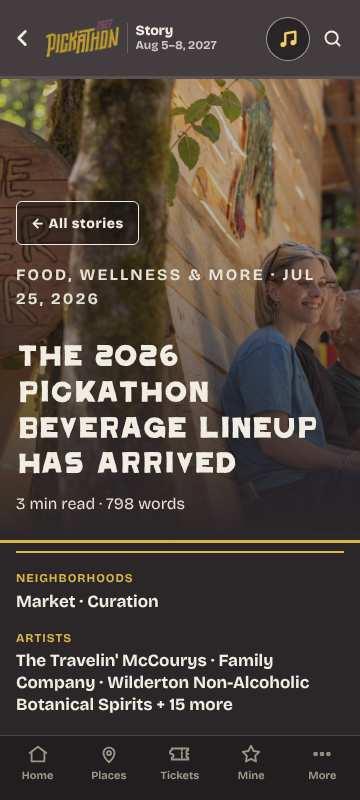 2027
PICKATHON
Story
Aug 5–8, 2027
← All stories
FOOD, WELLNESS & MORE · JUL
25, 2026
THE 2026
PICKATHON
BEVERAGE LINEUP
HAS ARRIVED
3 min read · 798 words
NEIGHBORHOODS
Market · Curation
ARTISTS
The Travelin' McCourys · Family
Company · Wilderton Non-Alcoholic
Botanical Spirits + 15 more
Home
Places
Tickets
Mine
More